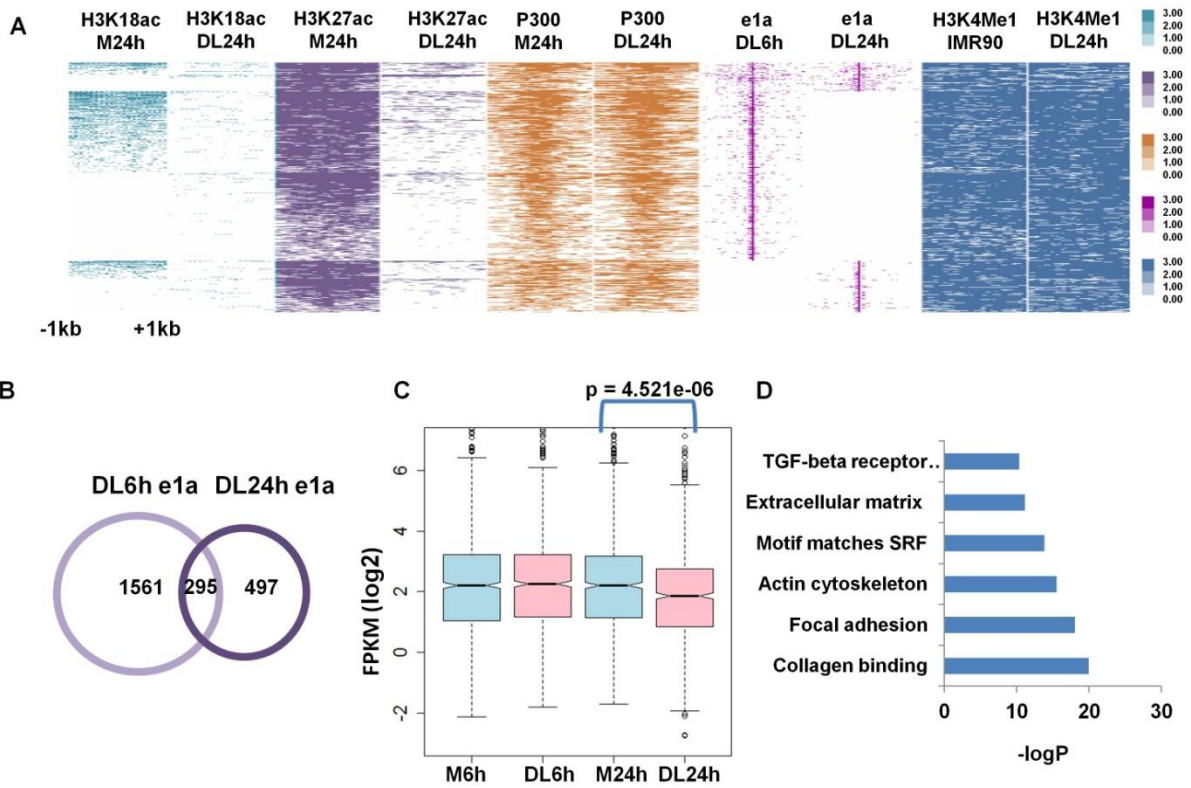 A
H3K18ac H3K18ac H3K27ac H3K27ac P300 P300 e1a e1a H3K4Me1 H3K4Me1
M24h DL24h M24h DL24h M24h DL24h DL6h DL24h IMR90 DL24h
3.00
2.00
1.00
0.00
3.00
2.00
1.00
0.00
3.00
2.00
1.00
0.00
3.00
2.00
1.00
0.00
3.00
2.00
1.00
0.00
-1kb +1kb
B
DL6h e1a DL24h e1a
1561 295 497
C
p = 4.521e-06
FPKM (log2)
6
4
2
0
-2
M6h DL6h M24h DL24h
D
TGF-beta receptor..
Extracellular matrix
Motif matches SRF
Actin cytoskeleton
Focal adhesion
Collagen binding
0 10 20 30
-logP